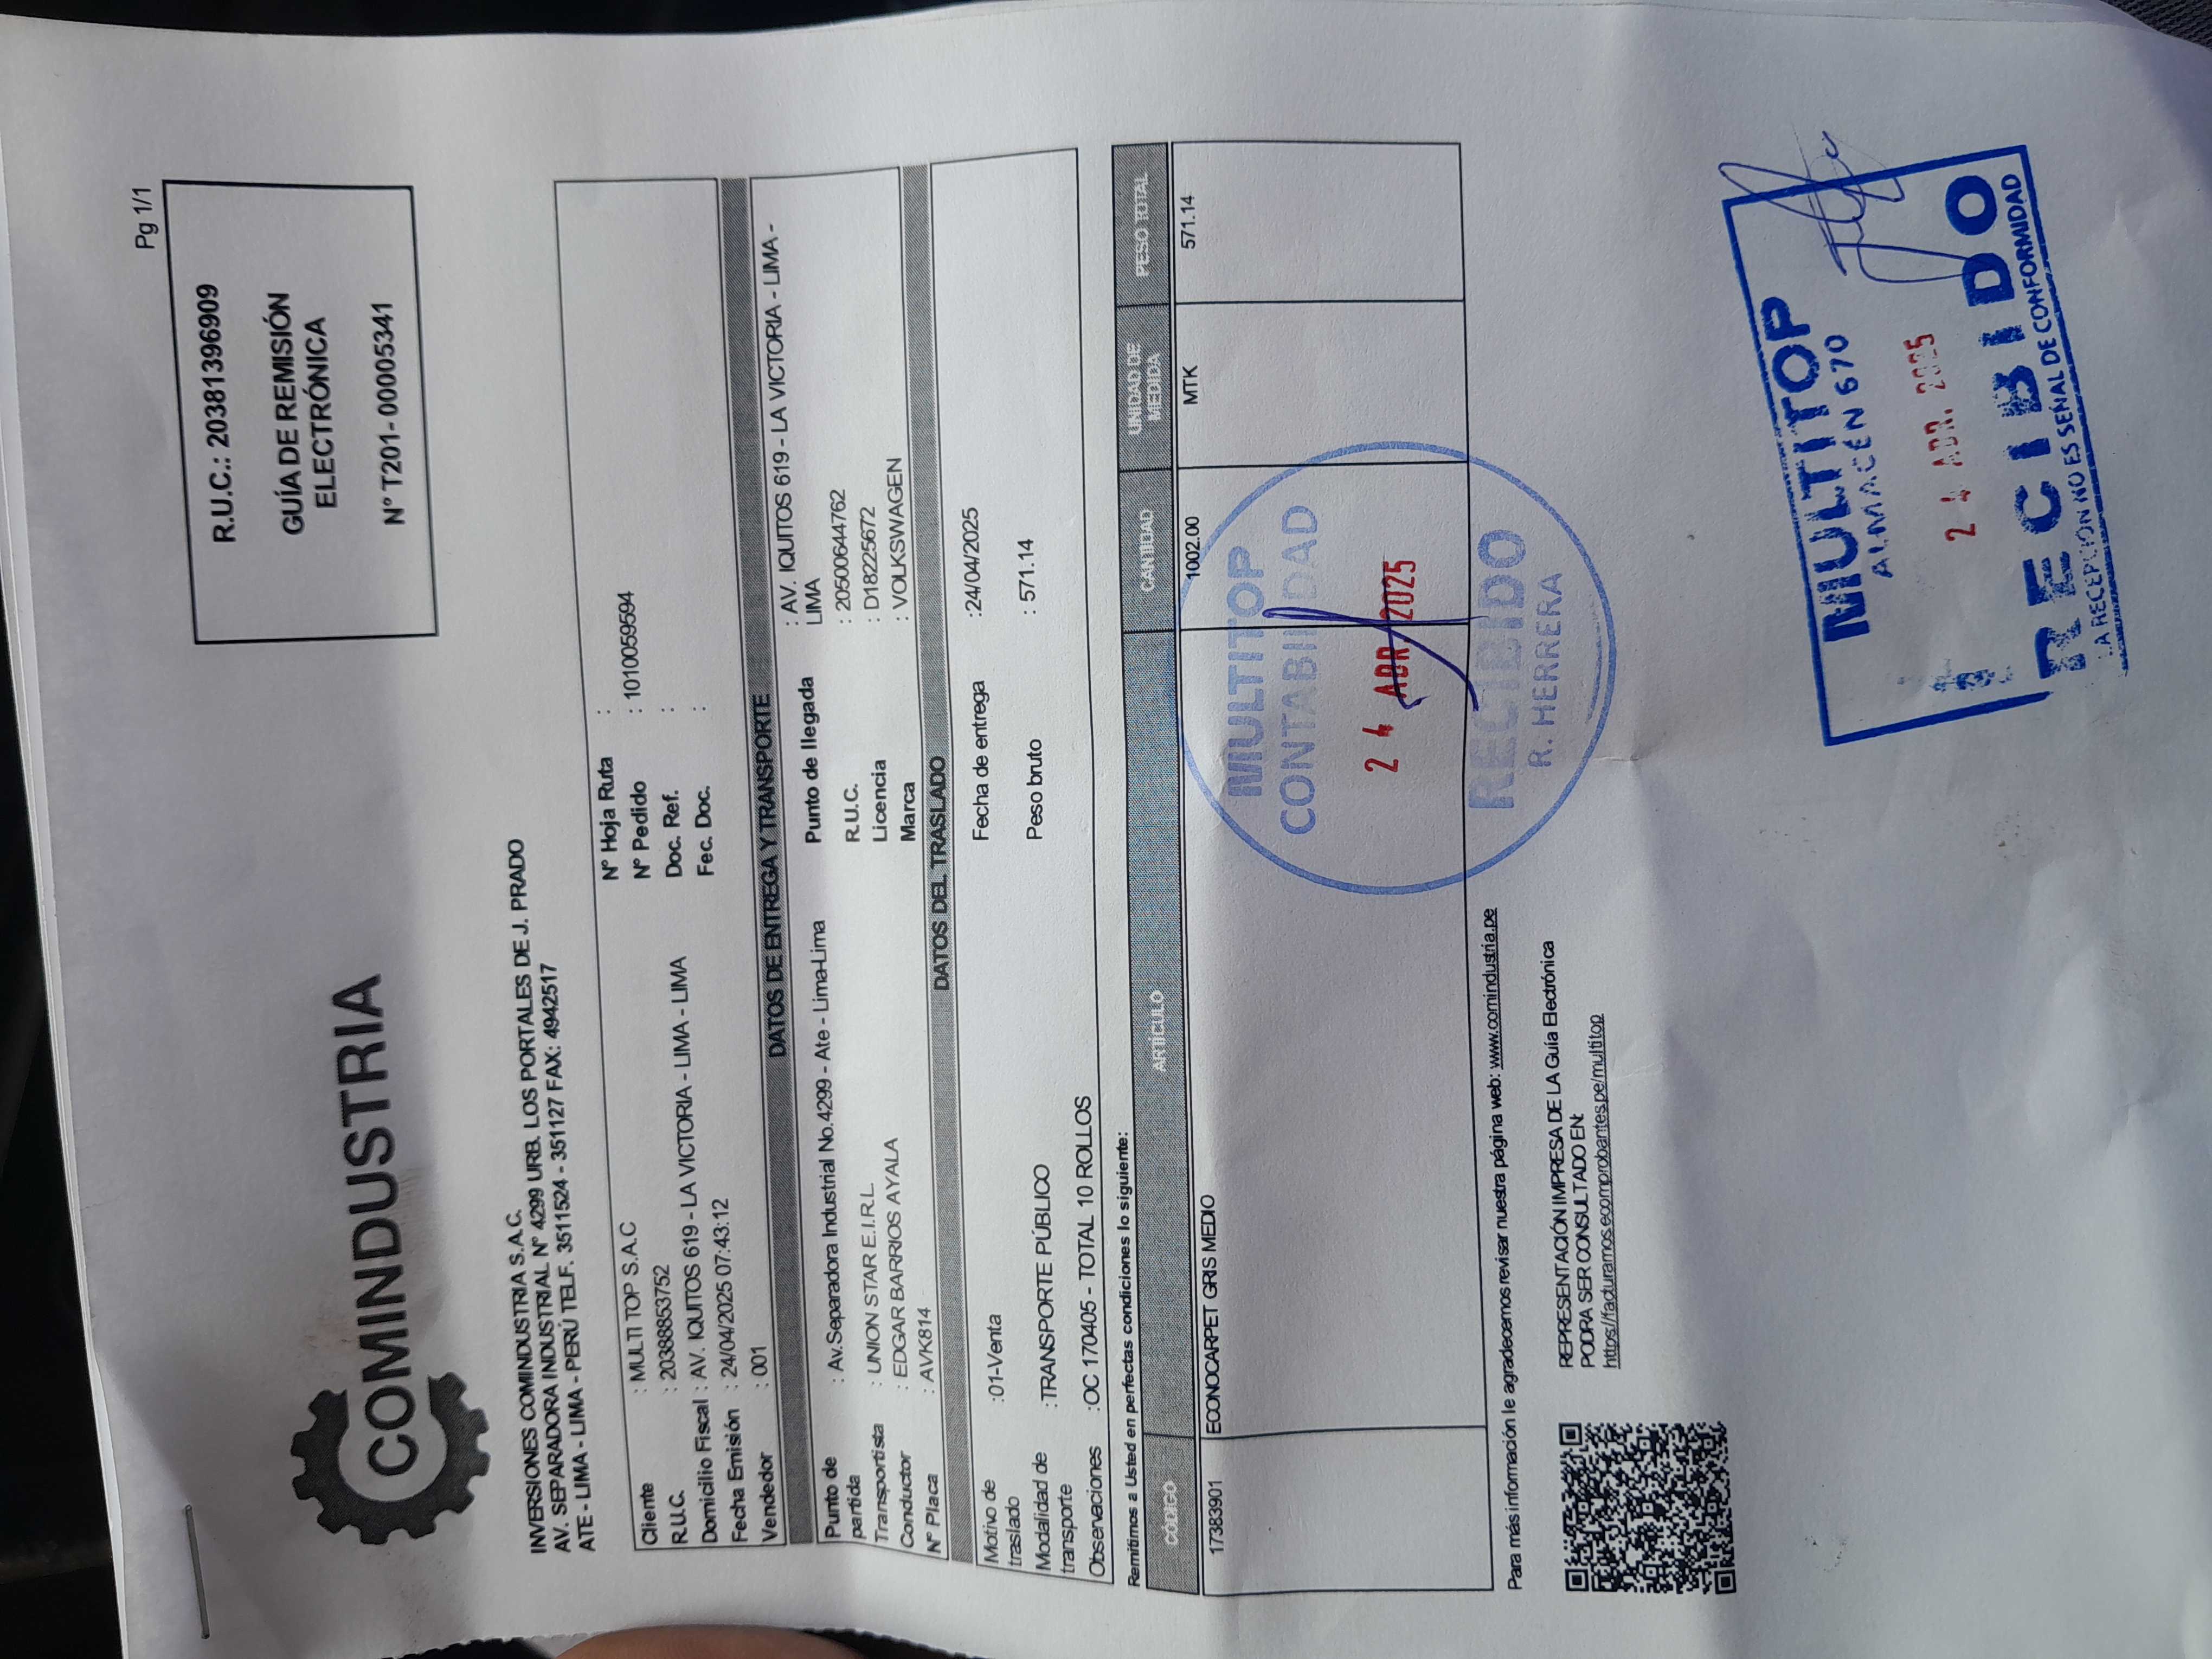 Pg 1/1
COMINDUSTRIA
R.U.C.: 20381396909
GUÍA DE REMISIÓN
ELECTRÓNICA
Nº T201-00005341
INVERSIONES COMINDUSTRIA S.A.C.
AV. SEPARADORA INDUSTRIAL Nº 4299 URB. LOS PORTALES DE J. PRADO
ATE - LIMA - LIMA - PERÚ TELF. 3511524 - 351127 FAX: 4942517
Cliente : MULTI TOP S.A.C
R.U.C. : 20388853752
Domicilio Fiscal : AV. IQUITOS 619 - LA VICTORIA - LIMA - LIMA
Fecha Emisión : 24/04/2025 07:43:12
Vendedor : 001
Nº Hoja Ruta :
Nº Pedido : 1010059594
Doc. Ref. :
Fec. Doc. :
DATOS DE ENTREGA Y TRANSPORTE
Punto de partida : Av.Separadora Industrial No.4299 - Ate - Lima-Lima
Transportista : UNION STAR E.I.R.L.
Conductor : EDGAR BARRIOS AYALA
Nº Placa : AVK814
Punto de llegada : AV. IQUITOS 619 - LA VICTORIA - LIMA -
LIMA
R.U.C. : 20500644762
Licencia : D18225672
Marca : VOLKSWAGEN
DATOS DEL TRASLADO
Motivo de traslado :01-Venta
Modalidad de transporte :TRANSPORTE PÚBLICO
Observaciones :OC 170405 - TOTAL 10 ROLLOS
Fecha de entrega :24/04/2025
Peso bruto : 571.14
Remitimos a Usted en perfectas condiciones lo siguiente:
CÓDIGO ARTÍCULO CANTIDAD UNIDAD DE MEDIDA PESO TOTAL
17383901 ECONOCARPET GRIS MEDIO 1002.00 MTK 571.14
MULTITOP
CONTABILIDAD
24 ABR 2025
RECIBIDO
R. HERRERA
Para más información le agradecemos revisar nuestra página web: www.comindustria.pe
REPRESENTACIÓN IMPRESA DE LA Guía Electrónica
PODRA SER CONSULTADO EN:
https://facturamos.ecomprobantes.pe/multitop
MULTITOP
ALMACÉN 670
24 ABR. 2025
RECIBIDO
LA RECEPCION NO ES SEÑAL DE CONFORMIDAD